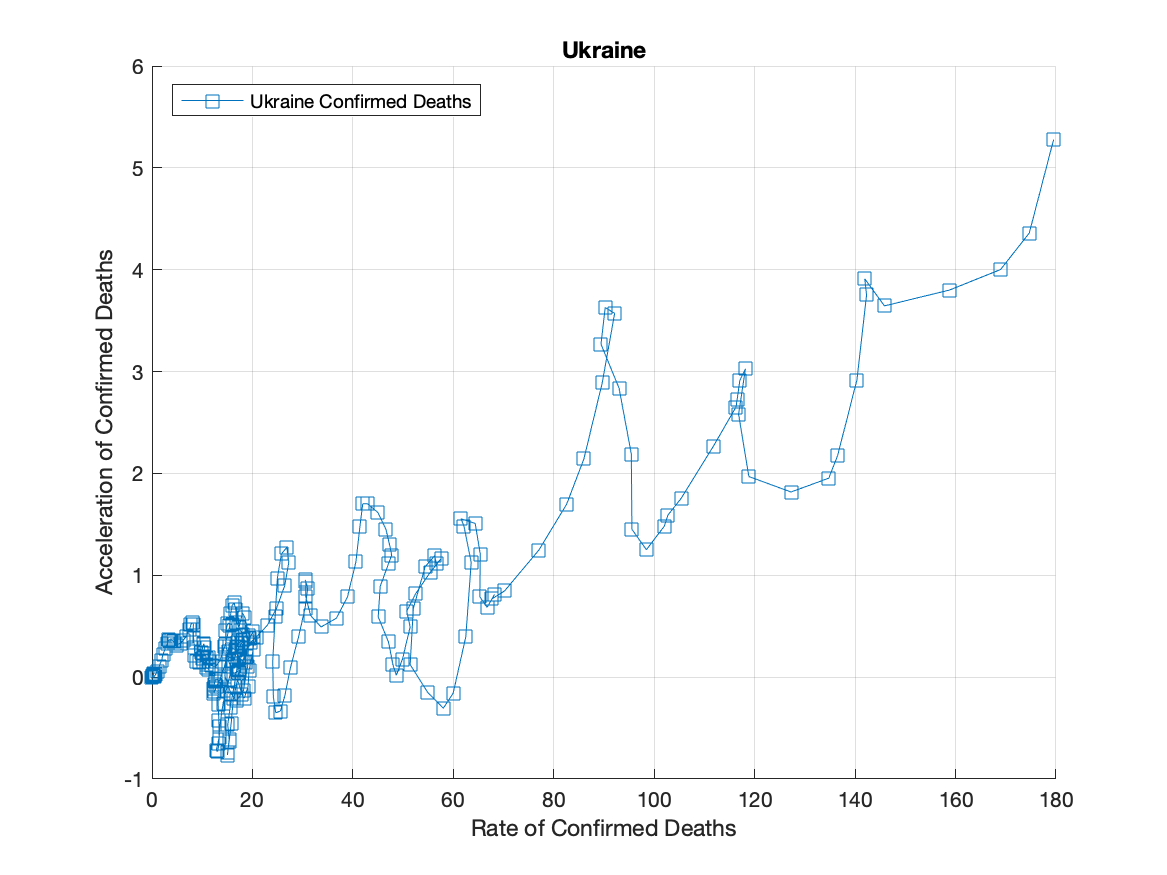 Ukraine
Ukraine Confirmed Deaths
6
5
4
3
2
1
0
-1
Acceleration of Confirmed Deaths
0 20 40 60 80 100 120 140 160 180
Rate of Confirmed Deaths